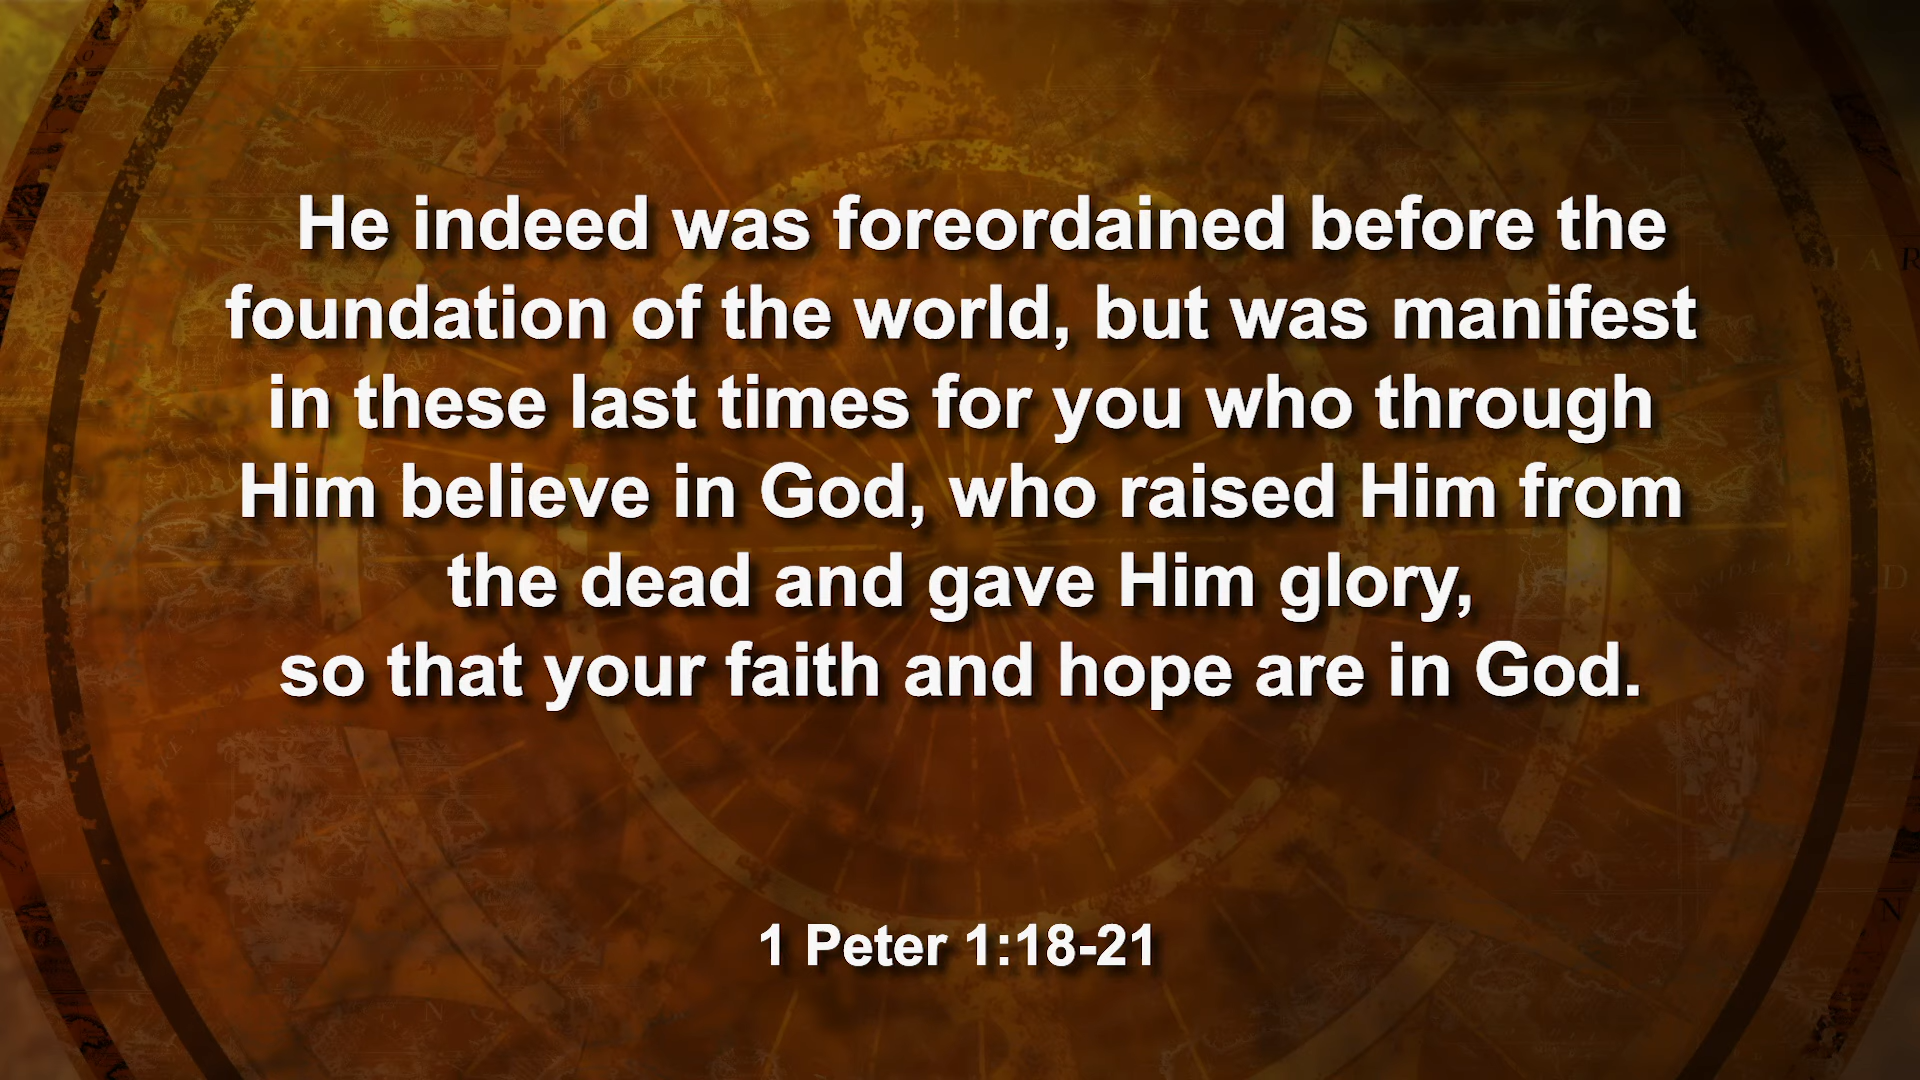 He indeed was foreordained before the
foundation of the world, but was manifest
in these last times for you who through
Him believe in God, who raised Him from
the dead and gave Him glory,
so that your faith and hope are in God.
1 Peter 1:18-21